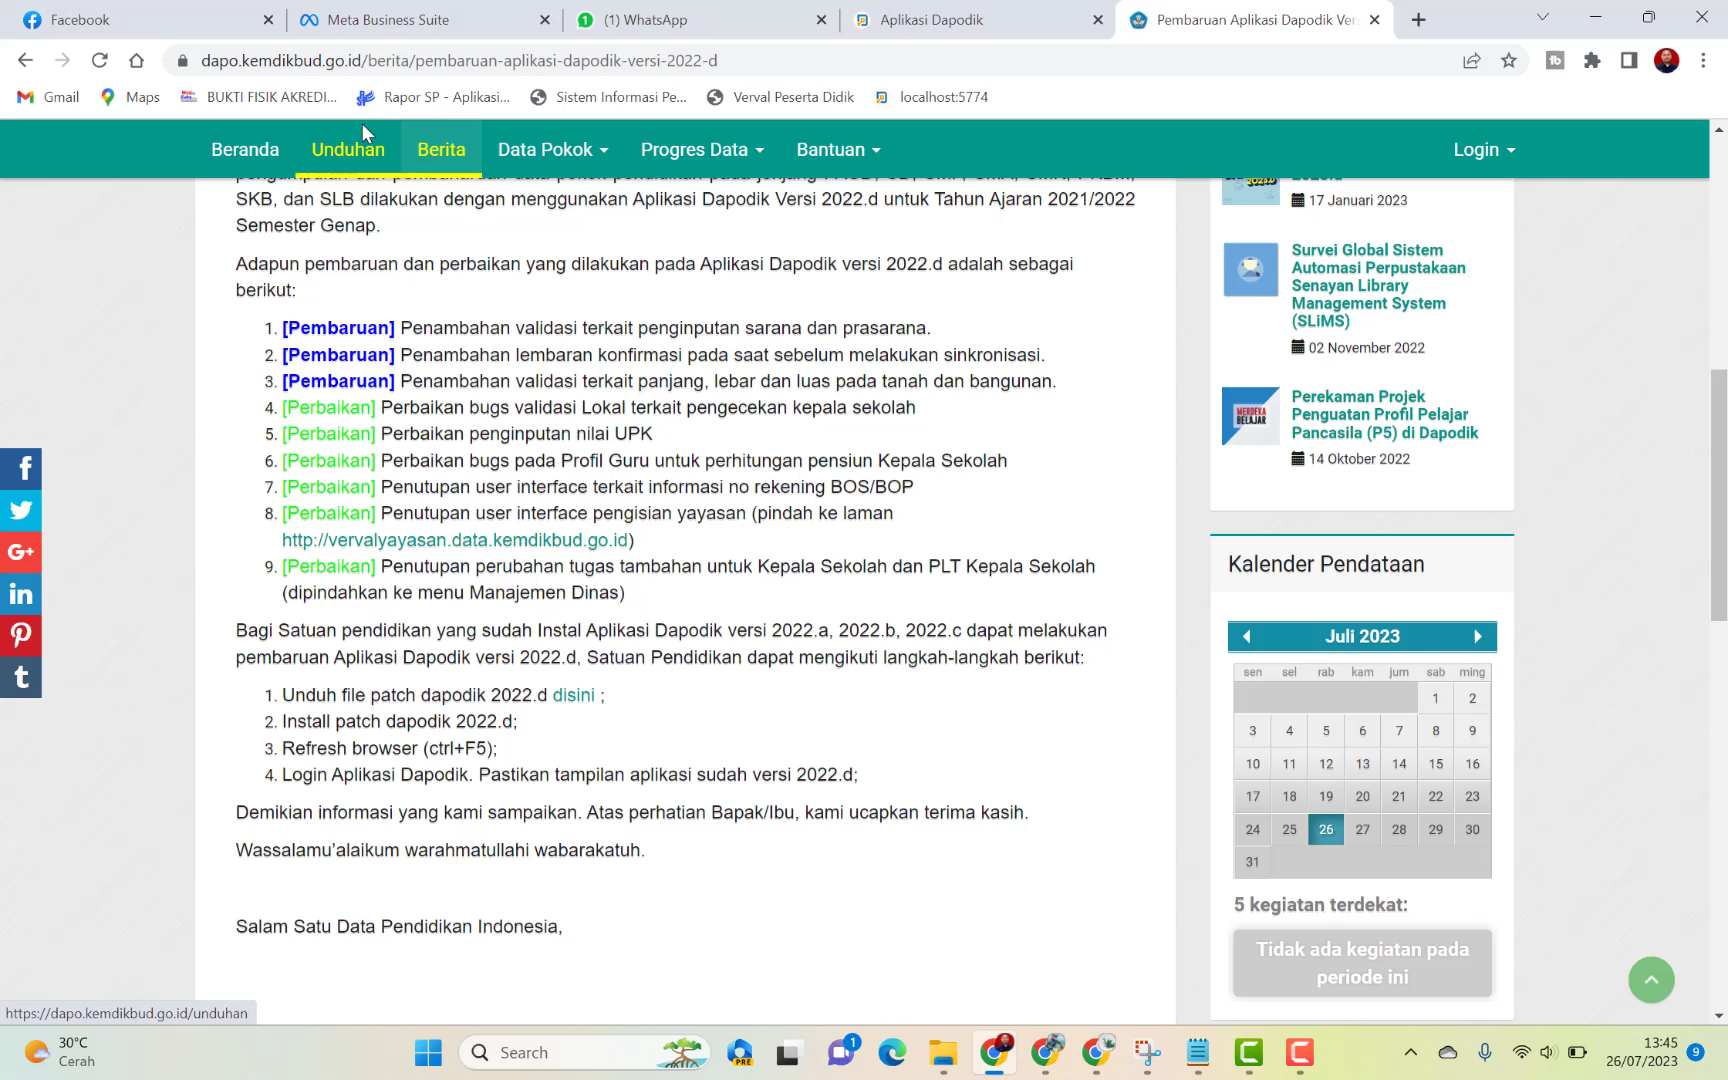 Facebook
Meta Business Suite
(1) WhatsApp
Aplikasi Dapodik
Pembaruan Aplikasi Dapodik Ver
dapo.kemdikbud.go.id/berita/pembaruan-aplikasi-dapodik-versi-2022-d
Gmail
Maps
BUKTI FISIK AKREDI...
Rapor SP - Aplikasi...
Sistem Informasi Pe...
Verval Peserta Didik
localhost:5774
Beranda
Unduhan
Berita
Data Pokok
Progres Data
Bantuan
Login
SKB, dan SLB dilakukan dengan menggunakan Aplikasi Dapodik Versi 2022.d untuk Tahun Ajaran 2021/2022
Semester Genap.
Adapun pembaruan dan perbaikan yang dilakukan pada Aplikasi Dapodik versi 2022.d adalah sebagai
berikut:
1. [Pembaruan] Penambahan validasi terkait penginputan sarana dan prasarana.
2. [Pembaruan] Penambahan lembaran konfirmasi pada saat sebelum melakukan sinkronisasi.
3. [Pembaruan] Penambahan validasi terkait panjang, lebar dan luas pada tanah dan bangunan.
4. [Perbaikan] Perbaikan bugs validasi Lokal terkait pengecekan kepala sekolah
5. [Perbaikan] Perbaikan penginputan nilai UPK
6. [Perbaikan] Perbaikan bugs pada Profil Guru untuk perhitungan pensiun Kepala Sekolah
7. [Perbaikan] Penutupan user interface terkait informasi no rekening BOS/BOP
8. [Perbaikan] Penutupan user interface pengisian yayasan (pindah ke laman
http://vervalyayasan.data.kemdikbud.go.id)
9. [Perbaikan] Penutupan perubahan tugas tambahan untuk Kepala Sekolah dan PLT Kepala Sekolah
(dipindahkan ke menu Manajemen Dinas)
Bagi Satuan pendidikan yang sudah Instal Aplikasi Dapodik versi 2022.a, 2022.b, 2022.c dapat melakukan
pembaruan Aplikasi Dapodik versi 2022.d, Satuan Pendidikan dapat mengikuti langkah-langkah berikut:
1. Unduh file patch dapodik 2022.d disini ;
2. Install patch dapodik 2022.d;
3. Refresh browser (ctrl+F5);
4. Login Aplikasi Dapodik. Pastikan tampilan aplikasi sudah versi 2022.d;
Demikian informasi yang kami sampaikan. Atas perhatian Bapak/Ibu, kami ucapkan terima kasih.
Wassalamu'alaikum warahmatullahi wabarakatuh.
Salam Satu Data Pendidikan Indonesia,
17 Januari 2023
Survei Global Sistem
Automasi Perpustakaan
Senayan Library
Management System
(SLiMS)
02 November 2022
MERDEKA
BELAJAR
Perekaman Projek
Penguatan Profil Pelajar
Pancasila (P5) di Dapodik
14 Oktober 2022
Kalender Pendataan
Juli 2023
sen sel rab kam jum sab ming
1 2
3 4 5 6 7 8 9
10 11 12 13 14 15 16
17 18 19 20 21 22 23
24 25 26 27 28 29 30
31
5 kegiatan terdekat:
Tidak ada kegiatan pada
periode ini
https://dapo.kemdikbud.go.id/unduhan
30°C
Cerah
Search
PRE
1
13:45
26/07/2023
9